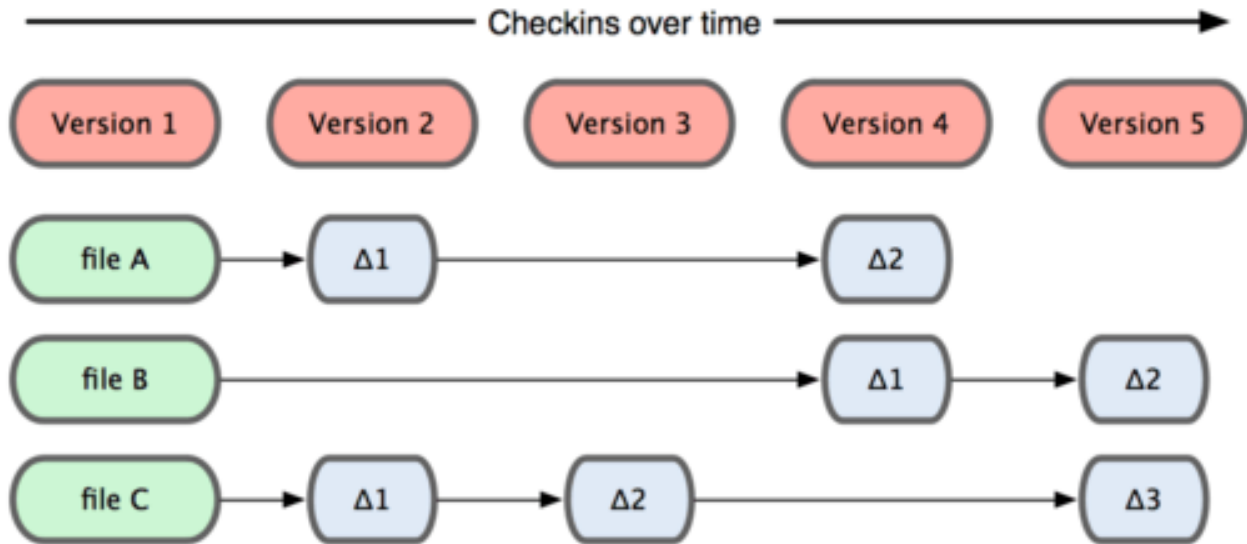 Checkins over time
Version 1 Version 2 Version 3 Version 4 Version 5
file A Δ1 Δ2
file B Δ1 Δ2
file C Δ1 Δ2 Δ3